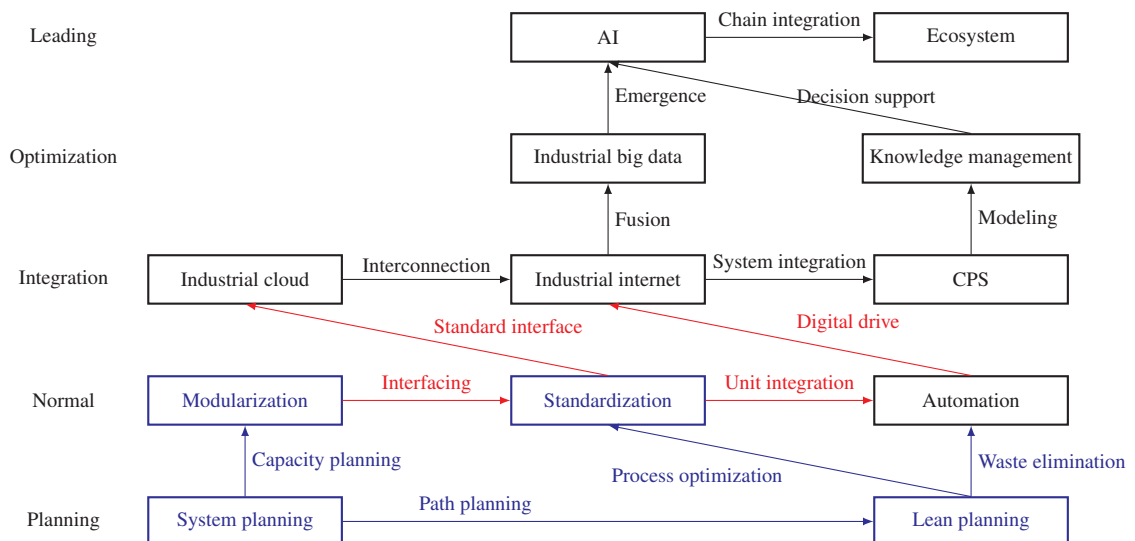 Chain integration
Leading
AI
Ecosystem
Emergence
Decision support
Optimization
Industrial big data
Knowledge management
Fusion
Modeling
Interconnection
System integration
Integration
Industrial cloud
Industrial internet
CPS
Standard interface
Digital drive
Interfacing
Unit integration
Normal
Modularization
Standardization
Automation
Capacity planning
Process optimization
Waste elimination
Path planning
Planning
System planning
Lean planning